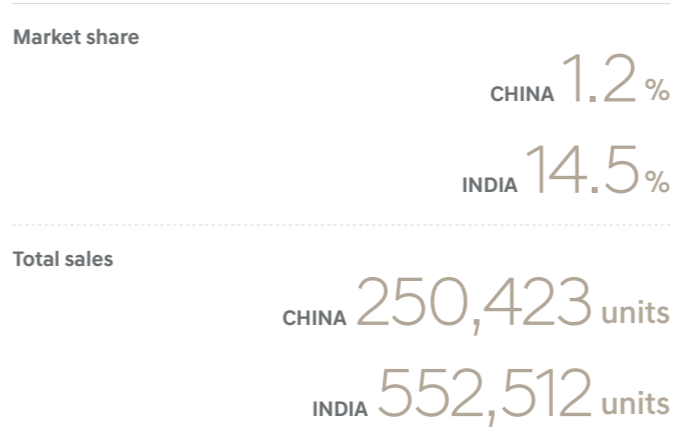 Market share
CHINA 1.2 %
INDIA 14.5%
Total sales
CHINA 250,423 units
INDIA 552,512 units